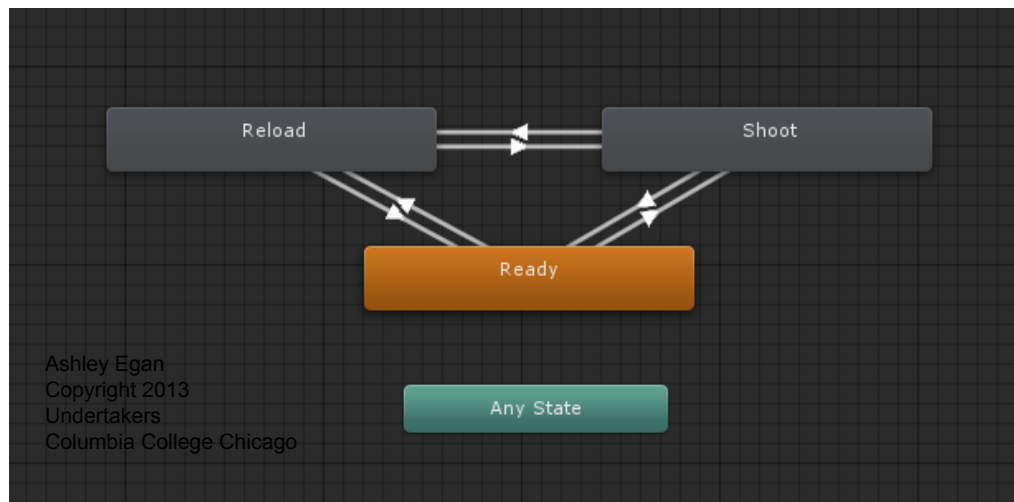 Reload
Shoot
Ready
Any State
Ashley Egan
Copyright 2013
Undertakers
Columbia College Chicago